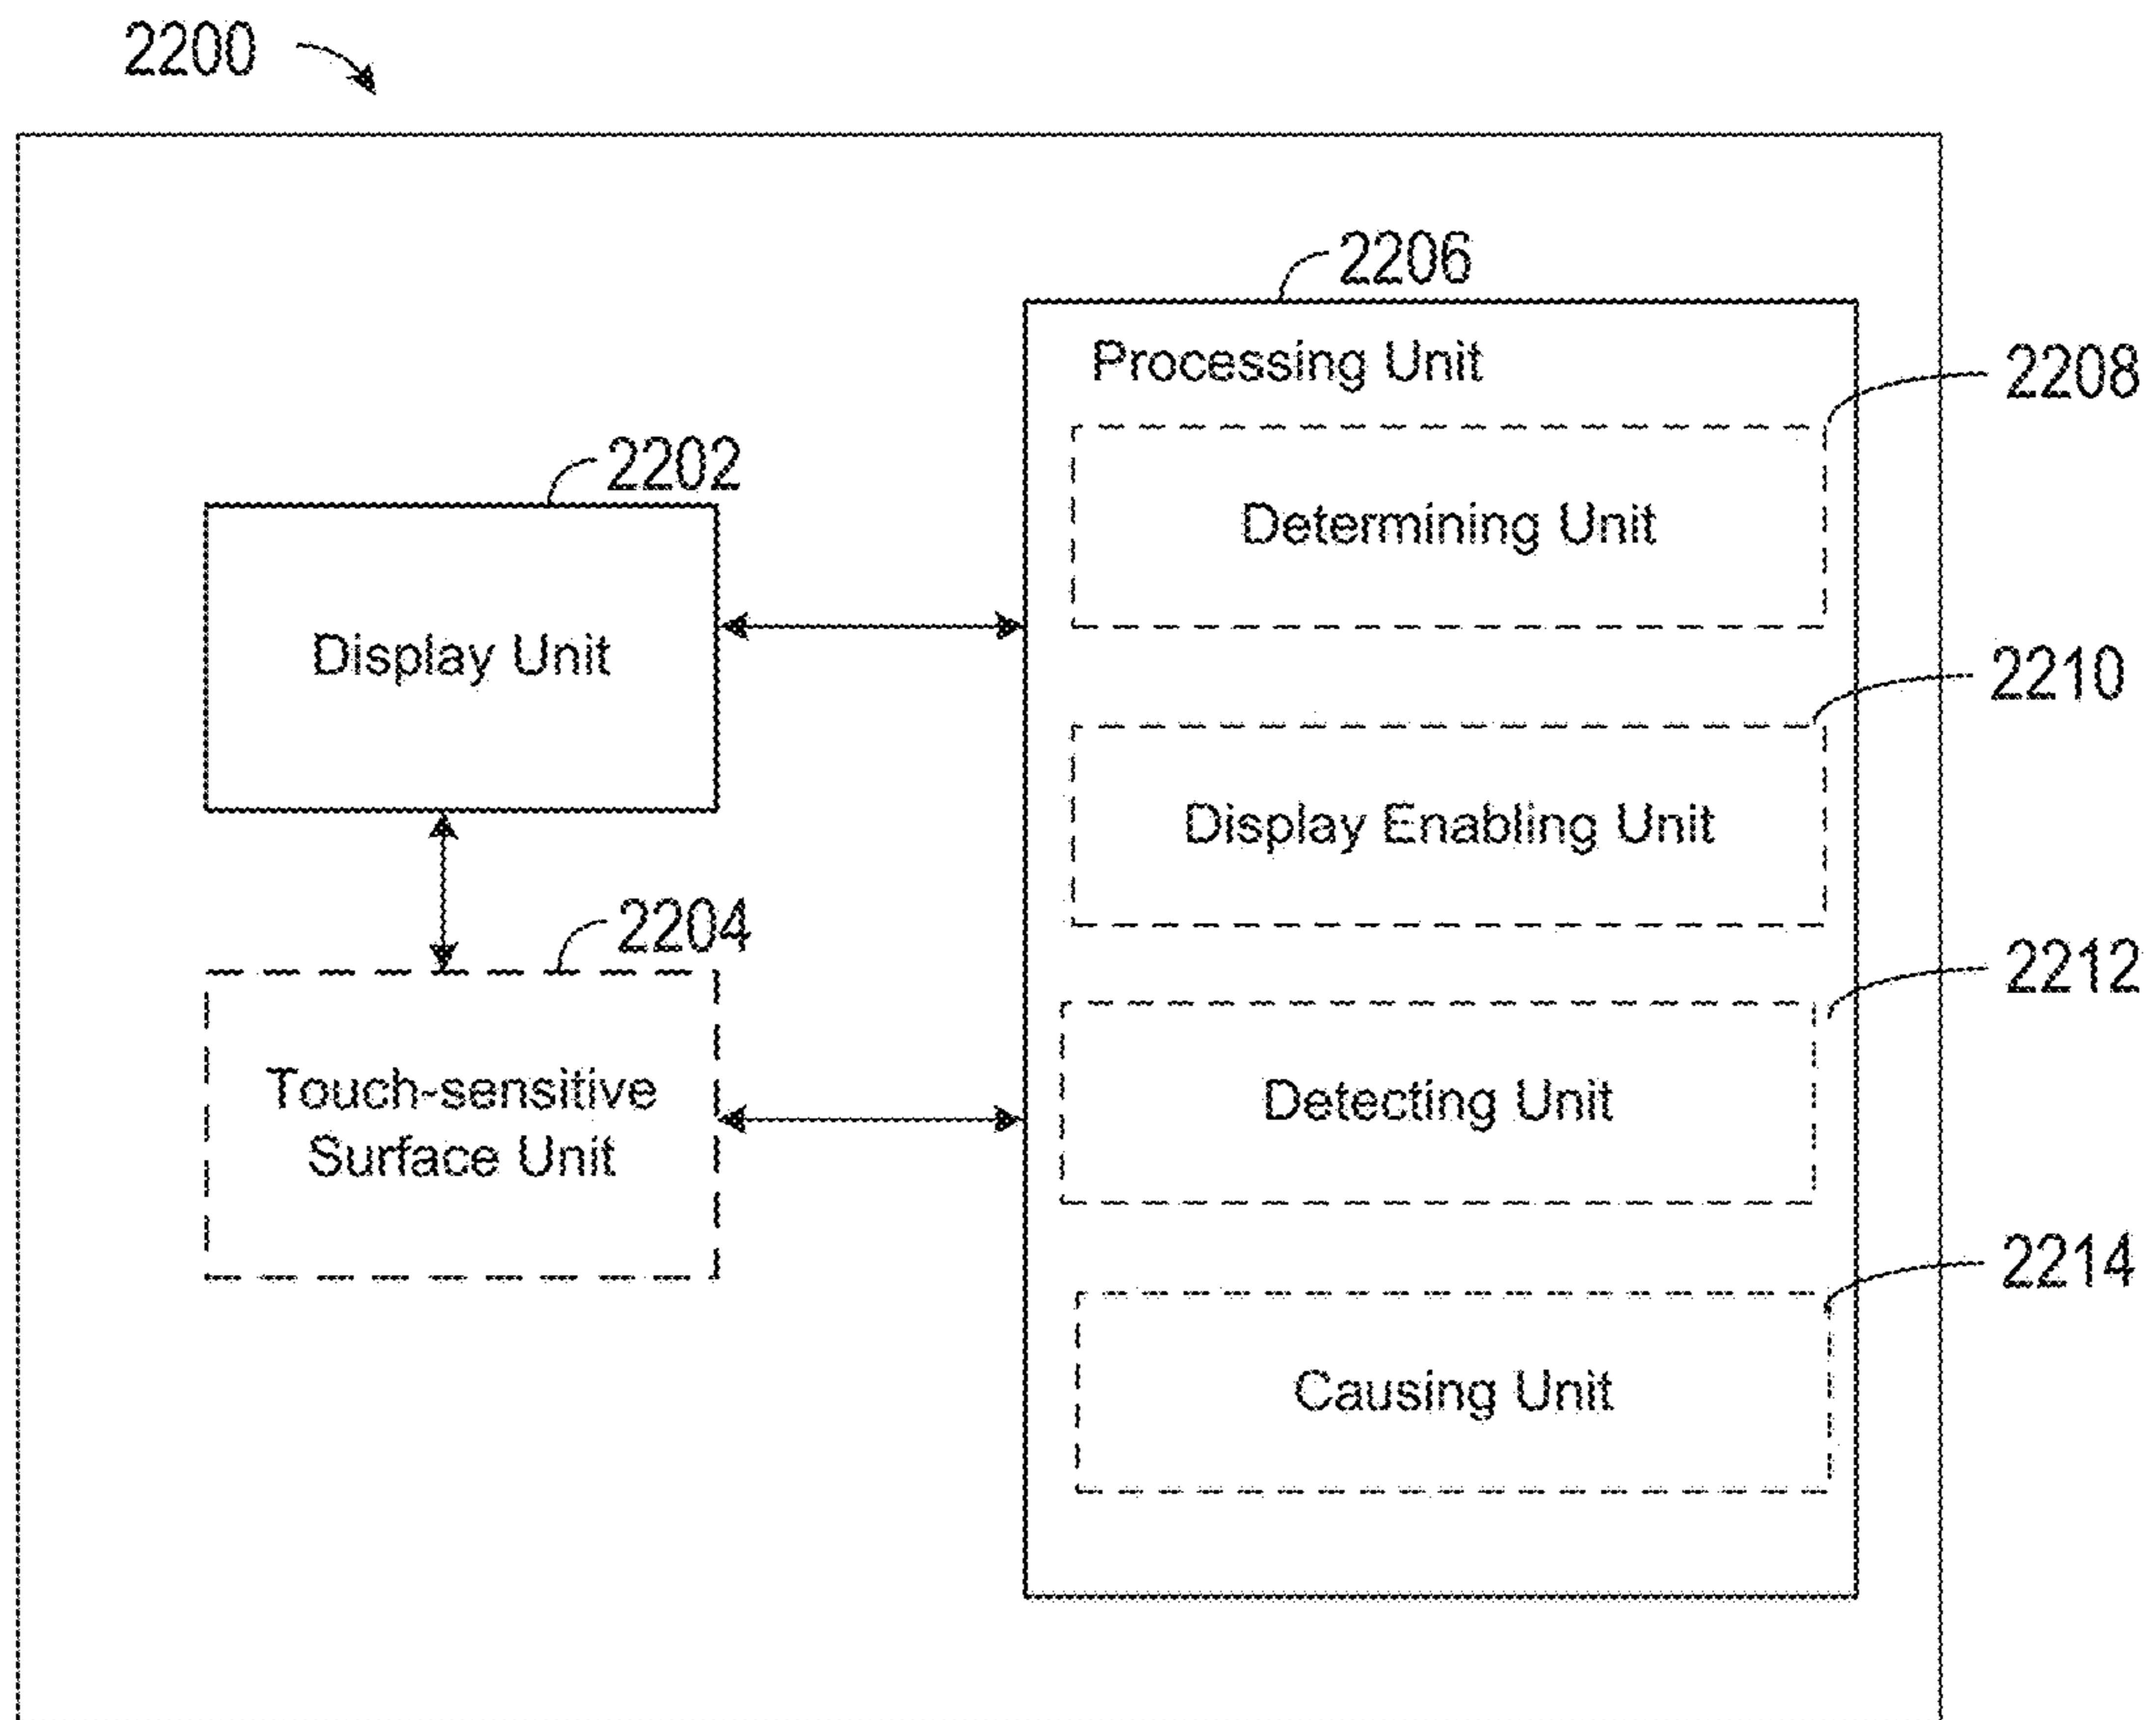 2200
2206
Processing Unit
2208
Determining Unit
2202
Display Unit
2210
Display Enabling Unit
2204
Touch-sensitive
Surface Unit
2212
Detecting Unit
2214
Causing Unit